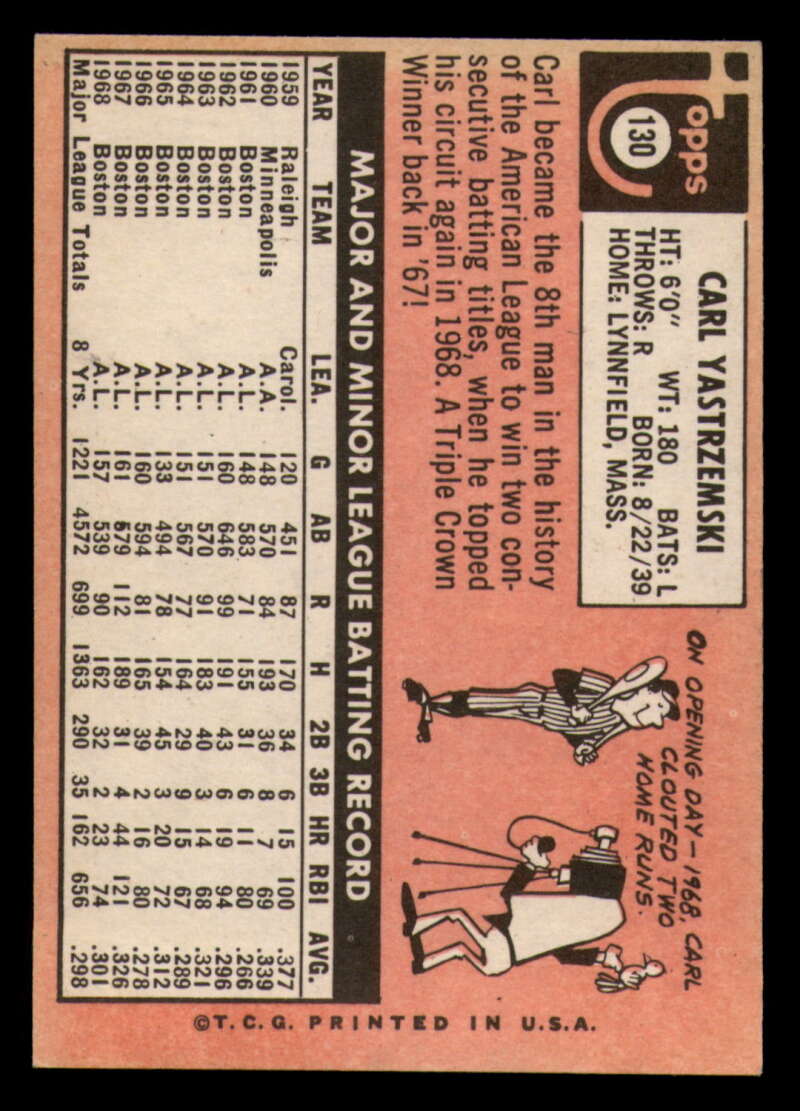 Topps
130
CARL YASTRZEMSKI
HT: 6'0" WT: 180 BATS: L
THROWS: R BORN: 8/22/39
HOME: LYNNFIELD, MASS.
Carl became the 8th man in the history
of the American League to win two con-
secutive batting titles, when he topped
his circuit again in 1968. A Triple Crown
Winner back in '67!
ON OPENING DAY—1968, CARL
CLOUTED TWO
HOME RUNS.
MAJOR AND MINOR LEAGUE BATTING RECORD
YEAR TEAM LEA. G AB R H 2B 3B HR RBI AVG.
1959 Raleigh Carol. 120 451 87 170 34 6 15 100 .377
1960 Minneapolis A.A. 148 570 84 193 36 8 7 69 .339
1961 Boston A.L. 148 583 71 155 31 6 11 80 .266
1962 Boston A.L. 160 646 99 191 43 6 19 94 .296
1963 Boston A.L. 151 570 91 183 40 3 14 68 .321
1964 Boston A.L. 151 567 77 164 29 9 15 67 .289
1965 Boston A.L. 133 494 78 154 45 3 20 72 .312
1966 Boston A.L. 160 594 81 165 39 2 16 80 .278
1967 Boston A.L. 161 579 112 189 31 4 44 121 .326
1968 Boston A.L. 157 539 90 162 32 2 23 74 .301
Major League Totals 8 Yrs. 1221 4572 699 1363 290 35 162 656 .298
©T.C.G. PRINTED IN U.S.A.